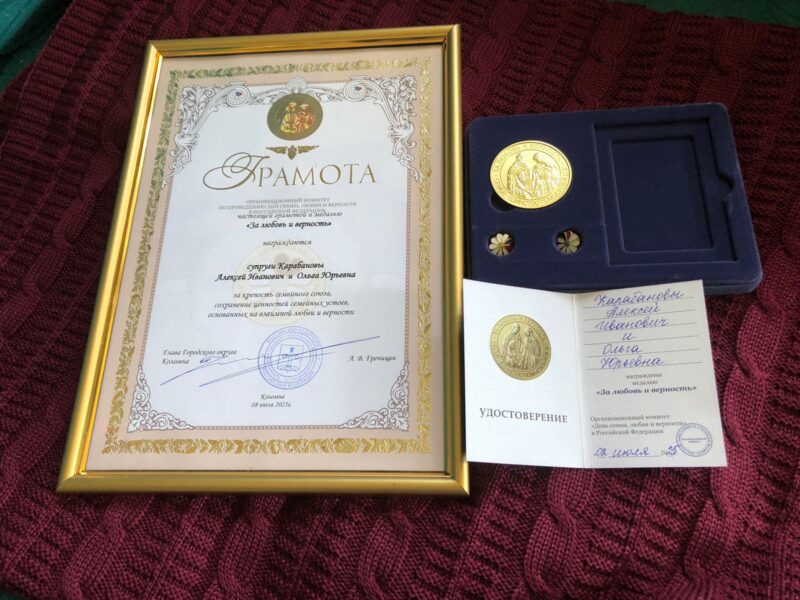 ГРАМОТА
ОРГАНИЗАЦИОННЫЙ КОМИТЕТ
ПО ПРОВЕДЕНИЮ ДНЯ СЕМЬИ, ЛЮБВИ И ВЕРНОСТИ
В РОССИЙСКОЙ ФЕДЕРАЦИИ
настоящей грамотой и медалью
«За любовь и верность»
награждаются
супруги Карабановы
Алексей Иванович и Ольга Юрьевна
за крепость семейного союза,
сохранение ценностей семейных устоев,
основанных на взаимной любви и верности
Глава Городского округа
Коломна
А. В. Гречищев
Коломна
08 июля 2025г.
УДОСТОВЕРЕНИЕ
Карабановы
Алексей
Иванович
и
Ольга
Юрьевна
награждены
медалью
«За любовь и верность»
Организационный комитет
«День семьи, любви и верности»
в Российской Федерации
08 июля 2025